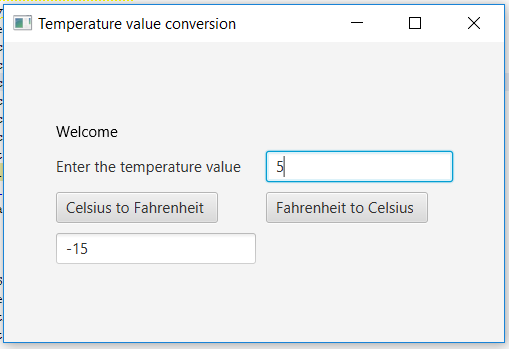 Temperature value conversion
Welcome
Enter the temperature value 5
Celsius to Fahrenheit Fahrenheit to Celsius
-15